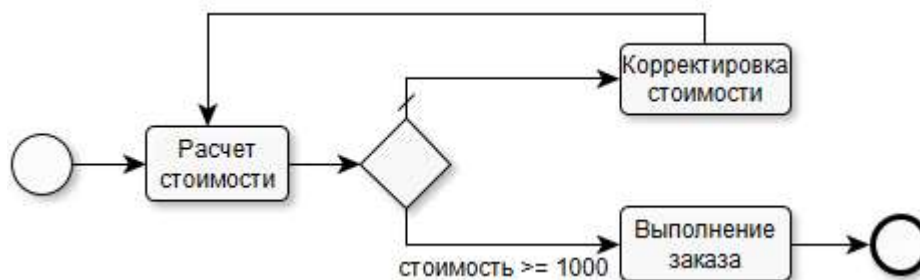 Корректировка
стоимости
Расчет
стоимости
Выполнение
заказа
стоимость >= 1000